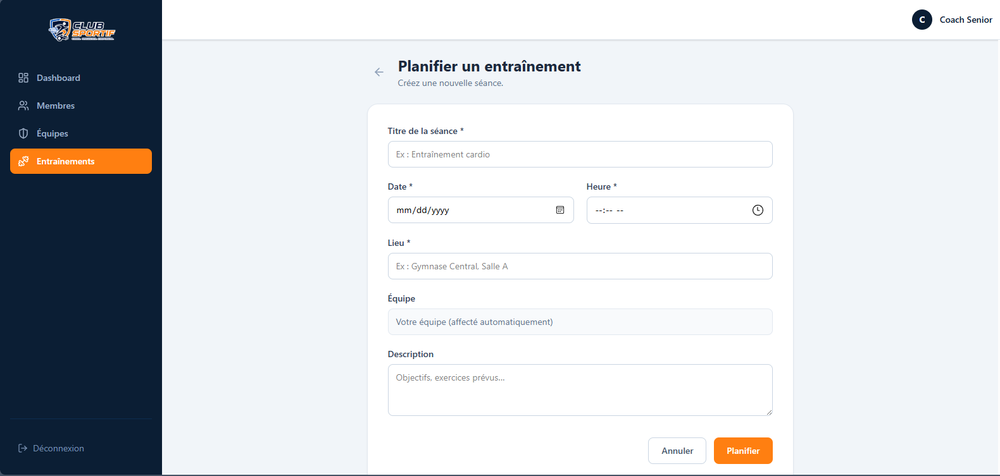 CLUB
SPORTIF
Dashboard
Membres
Équipes
Entraînements
Déconnexion
C
Coach Senior
Planifier un entraînement
Créez une nouvelle séance.
Titre de la séance *
Ex : Entraînement cardio
Date *
Heure *
mm/dd/yyyy
--:-- --
Lieu *
Ex : Gymnase Central, Salle A
Équipe
Votre équipe (affecté automatiquement)
Description
Objectifs, exercices prévus...
Annuler
Planifier